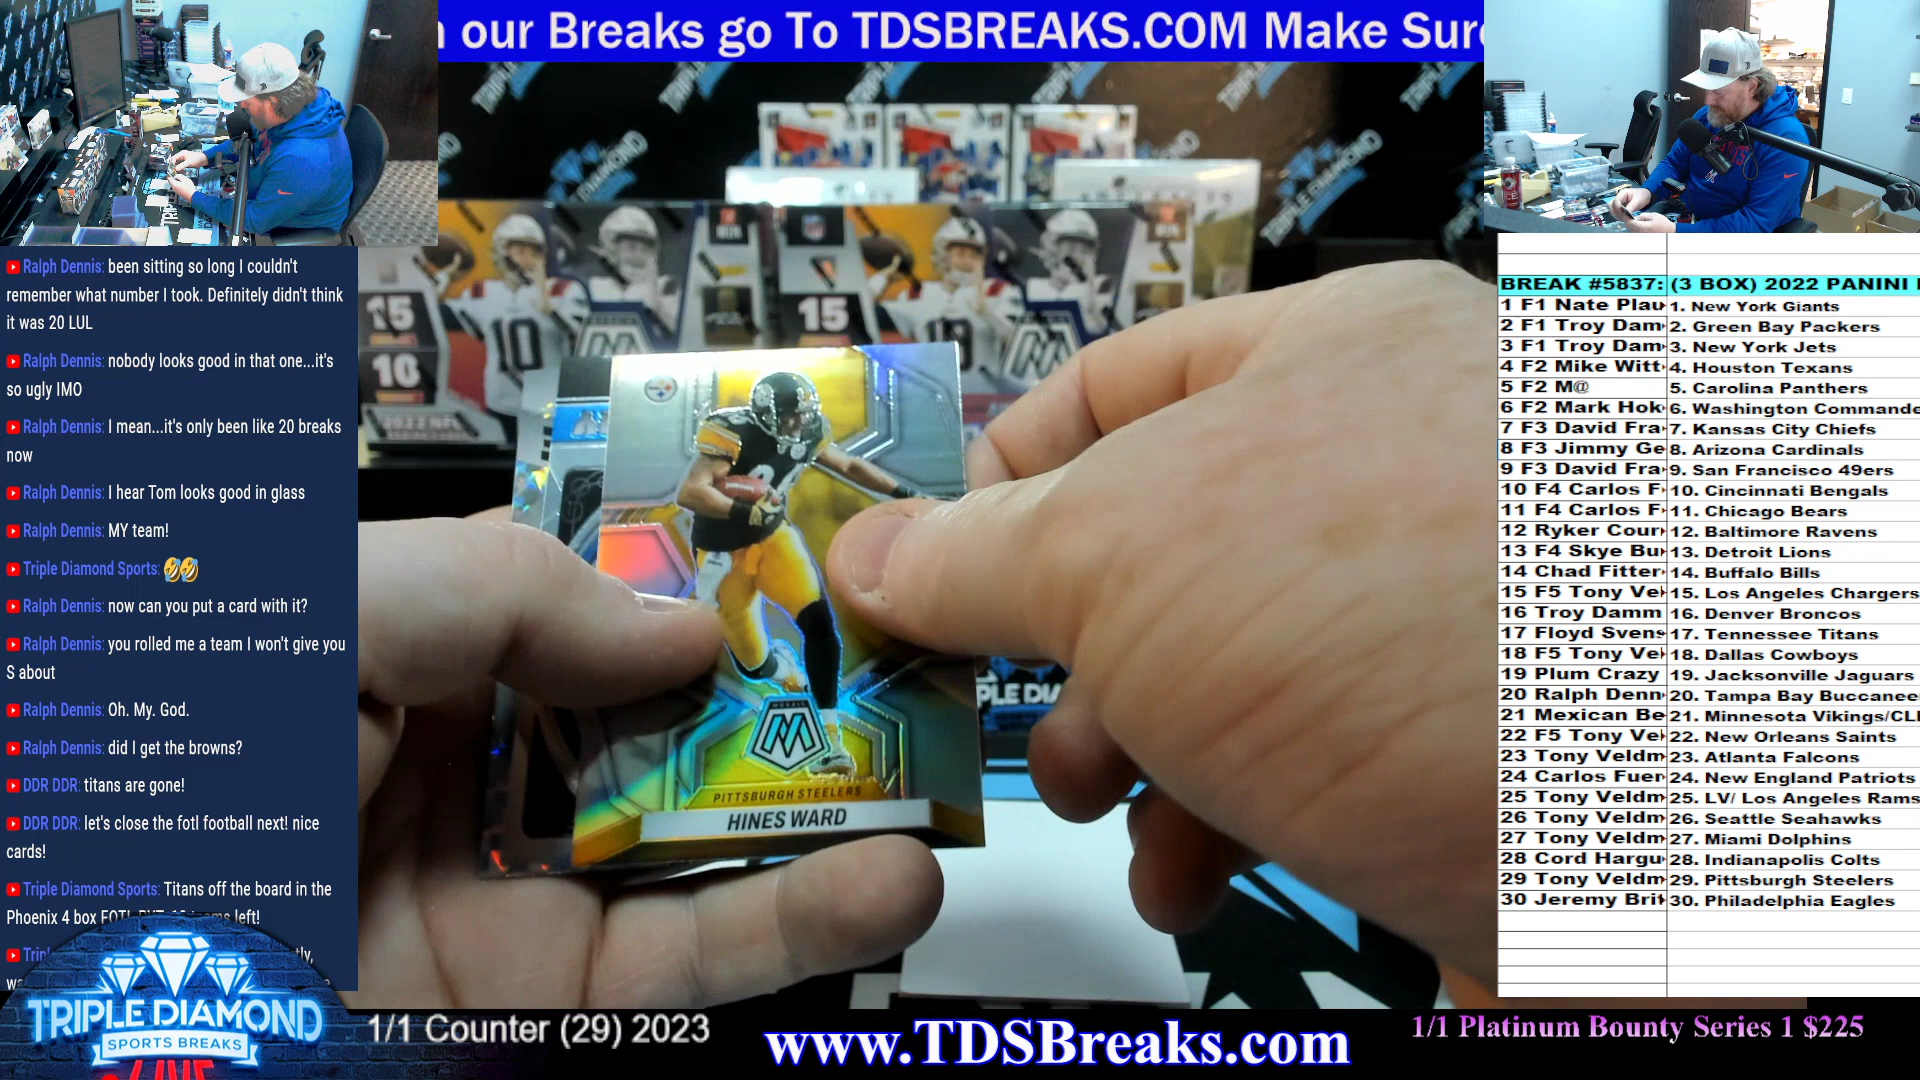 our Breaks go To TDSBREAKS.COM Make Sure
Ralph Dennis: been sitting so long I couldn't
remember what number I took. Definitely didn't think
it was 20 LUL
Ralph Dennis: nobody looks good in that one...it's
so ugly IMO
Ralph Dennis: I mean...it's only been like 20 breaks
now
Ralph Dennis: I hear Tom looks good in glass
Ralph Dennis: MY team!
Triple Diamond Sports: 🤣🤣
Ralph Dennis: now can you put a card with it?
Ralph Dennis: you rolled me a team I won't give you
S about
Ralph Dennis: Oh. My. God.
Ralph Dennis: did I get the browns?
DDR DDR: titans are gone!
DDR DDR: let's close the fotl football next! nice
cards!
Triple Diamond Sports: Titans off the board in the
Phoenix 4 box left!
TRIPLE DIAMOND
SPORTS BREAKS
LIVE
15
10
15
10
2022 NFL
TRIPLE DIAMOND
MOSAIC
M
PITTSBURGH STEELERS
HINES WARD
BREAK #5837: (3 BOX) 2022 PANINI
1 F1 Nate Plau 1. New York Giants
2 F1 Troy Dam 2. Green Bay Packers
3 F1 Troy Dam 3. New York Jets
4 F2 Mike Witt 4. Houston Texans
5 F2 M@ 5. Carolina Panthers
6 F2 Mark Hok 6. Washington Commande
7 F3 David Fra 7. Kansas City Chiefs
8 F3 Jimmy Ge 8. Arizona Cardinals
9 F3 David Fra 9. San Francisco 49ers
10 F4 Carlos F 10. Cincinnati Bengals
11 F4 Carlos F 11. Chicago Bears
12 Ryker Cour 12. Baltimore Ravens
13 F4 Skye Bu 13. Detroit Lions
14 Chad Fitter 14. Buffalo Bills
15 F5 Tony Vel 15. Los Angeles Chargers
16 Troy Damm 16. Denver Broncos
17 Floyd Svens 17. Tennessee Titans
18 F5 Tony Vel 18. Dallas Cowboys
19 Plum Crazy 19. Jacksonville Jaguars
20 Ralph Denn 20. Tampa Bay Buccanee
21 Mexican Be 21. Minnesota Vikings/CLE
22 F5 Tony Vel 22. New Orleans Saints
23 Tony Veldm 23. Atlanta Falcons
24 Carlos Fuer 24. New England Patriots
25 Tony Veldm 25. LV/ Los Angeles Rams
26 Tony Veldm 26. Seattle Seahawks
27 Tony Veldm 27. Miami Dolphins
28 Cord Hargu 28. Indianapolis Colts
29 Tony Veldm 29. Pittsburgh Steelers
30 Jeremy Brit 30. Philadelphia Eagles
1/1 Counter (29) 2023
www.TDSBreaks.com
1/1 Platinum Bounty Series 1 $225